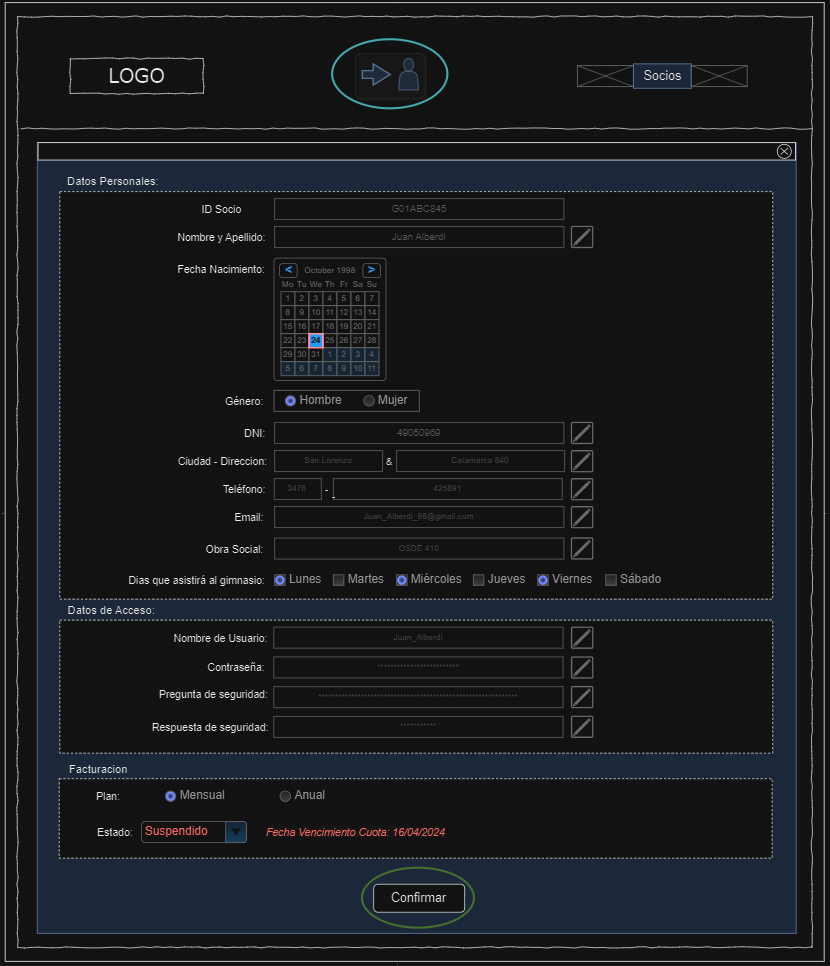 LOGO
Socios
Datos Personales:
ID Socio G01ABC845
Nombre y Apellido: Juan Alberdi
Fecha Nacimiento: < October 1998 >
Mo Tu We Th Fr Sa Su
1 2 3 4 5 6 7
8 9 10 11 12 13 14
15 16 17 18 19 20 21
22 23 24 25 26 27 28
29 30 31 1 2 3 4
5 6 7 8 9 10 11
Género: Hombre Mujer
DNI: 49050969
Ciudad - Direccion: San Lorenzo & Catamarca 840
Teléfono: 3476 - 425891
Email: Juan_Alberdi_98@gmail.com
Obra Social: OSDE 410
Dias que asistirá al gimnasio: Lunes Martes Miércoles Jueves Viernes Sábado
Datos de Acceso:
Nombre de Usuario: Juan_Alberdi
Contraseña:
Pregunta de seguridad:
Respuesta de seguridad:
Facturacion
Plan: Mensual Anual
Estado: Suspendido Fecha Vencimiento Cuota: 16/04/2024
Confirmar